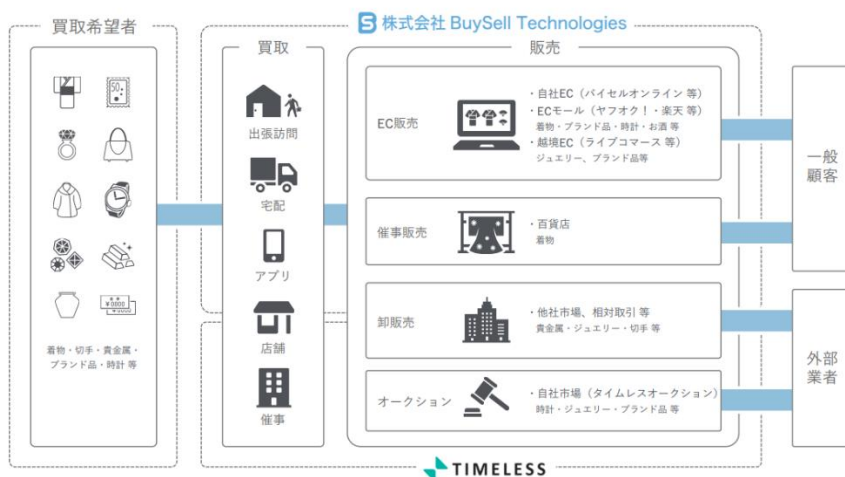 買取希望者
着物・切手・貴金属・
ブランド品・時計 等
S 株式会社 BuySell Technologies
買取
出張訪問
宅配
アプリ
店舗
催事
販売
EC販売
・自社EC（バイセルオンライン 等）
・ECモール（ヤフオク！・楽天 等）
着物・ブランド品・時計・お酒 等
・越境EC（ライブコマース 等）
ジュエリー、ブランド品等
催事販売
・百貨店
着物
卸販売
・他社市場、相対取引 等
貴金属・ジュエリー・切手 等
オークション
・自社市場（タイムレスオークション）
時計・ジュエリー・ブランド品 等
一般
顧客
外部
業者
TIMELESS